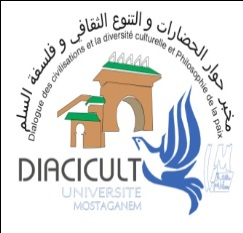 مخبر حوار الحضارات و التنوع الثقافي و فلسفة السلم
Dialogue des civilisations et la diversité culturelle et Philosophie de la paix
DIACICULT
UNIVERSITE
MOSTAGANEM